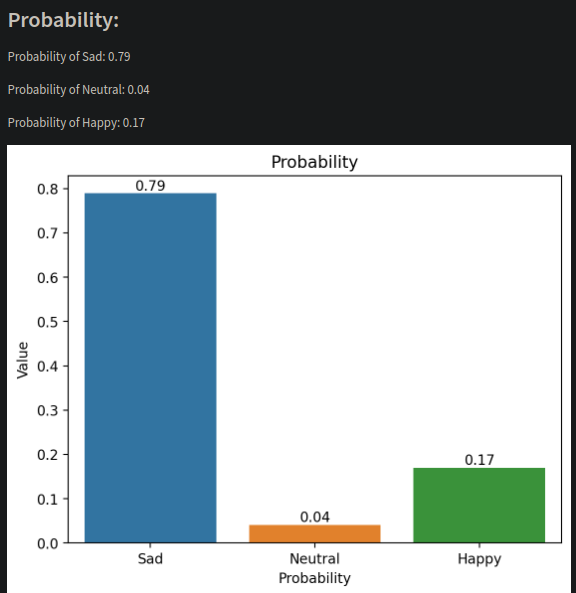 Probability:
Probability of Sad: 0.79
Probability of Neutral: 0.04
Probability of Happy: 0.17
Probability
0.79
0.8
0.7
0.6
0.5
Value
0.4
0.3
0.2
0.17
0.1
0.04
0.0
Sad Neutral Happy
Probability